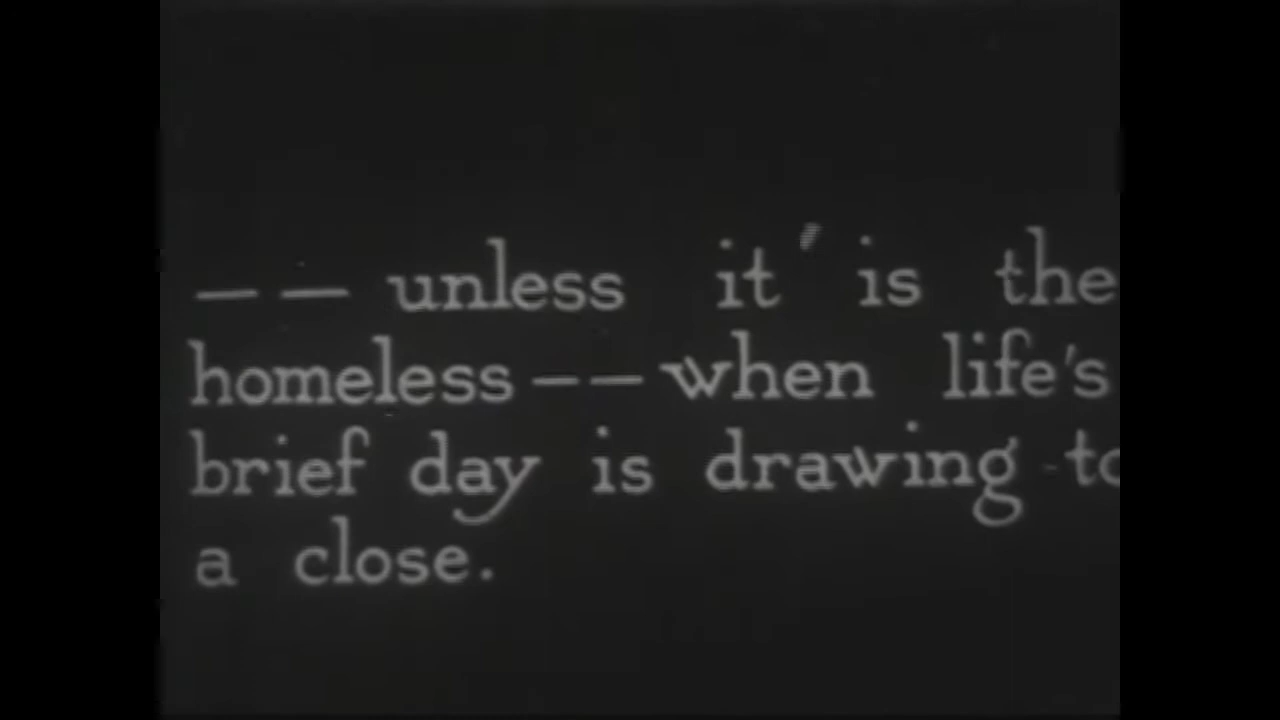 -- unless it is the
homeless -- when life's
brief day is drawing to
a close.